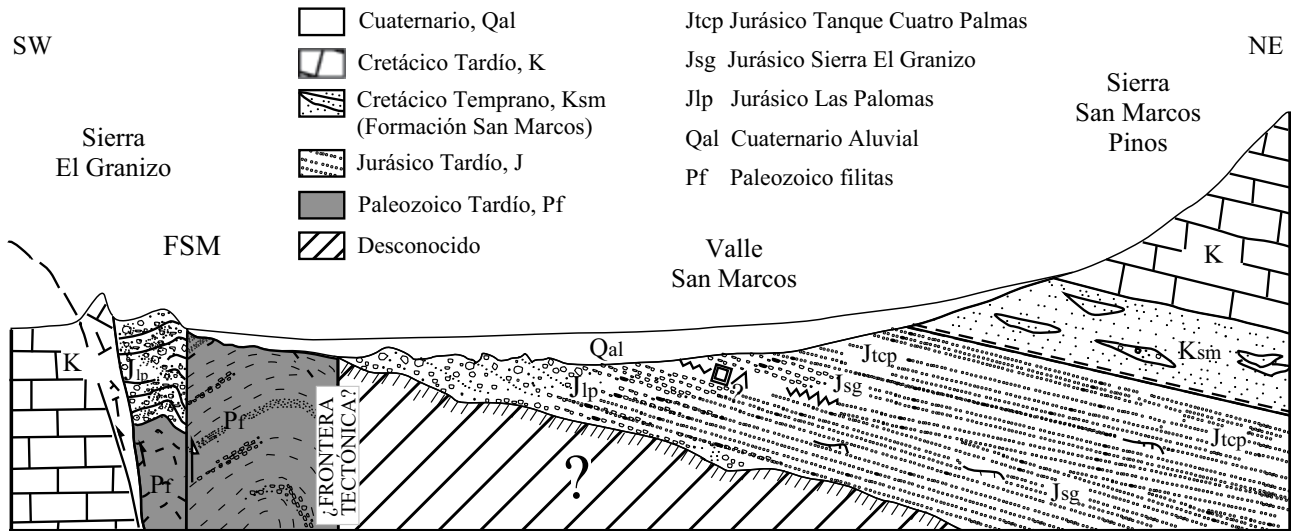 SW
NE
Cuaternario, Qal
Cretácico Tardío, K
Cretácico Temprano, Ksm
(Formación San Marcos)
Jurásico Tardío, J
Paleozoico Tardío, Pf
Desconocido
Jtcp Jurásico Tanque Cuatro Palmas
Jsg Jurásico Sierra El Granizo
Jlp Jurásico Las Palomas
Qal Cuaternario Aluvial
Pf Paleozoico filitas
Sierra
El Granizo
FSM
Valle
San Marcos
Sierra
San Marcos
Pinos
K
K
Jlp
Pf
Pf
¿FRONTERA
TECTONICA?
Qal
Jlp
?
?
Jtcp
Jsg
Ksm
Jtcp
Jsg